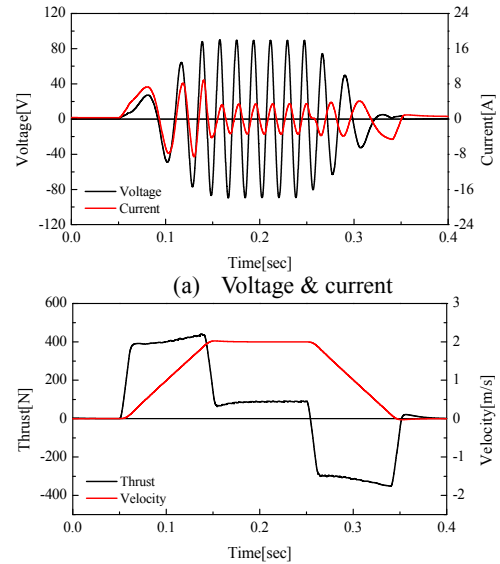 120
80
40
0
-40
-80
-120
Voltage[V]
24
16
8
0
-8
-16
-24
Current[A]
Voltage
Current
0.0 0.1 0.2 0.3 0.4
Time[sec]
(a) Voltage & current
600
400
200
0
-200
-400
Thrust[N]
3
2
1
0
-1
-2
Velocity[m/s]
Thrust
Velocity
0.0 0.1 0.2 0.3 0.4
Time[sec]